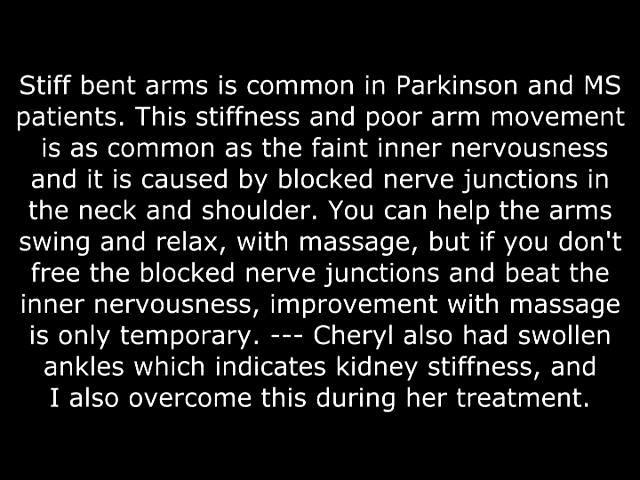 Stiff bent arms is common in Parkinson and MS
patients. This stiffness and poor arm movement
is as common as the faint inner nervousness
and it is caused by blocked nerve junctions in
the neck and shoulder. You can help the arms
swing and relax, with massage, but if you don't
free the blocked nerve junctions and beat the
inner nervousness, improvement with massage
is only temporary. --- Cheryl also had swollen
ankles which indicates kidney stiffness, and
I also overcome this during her treatment.